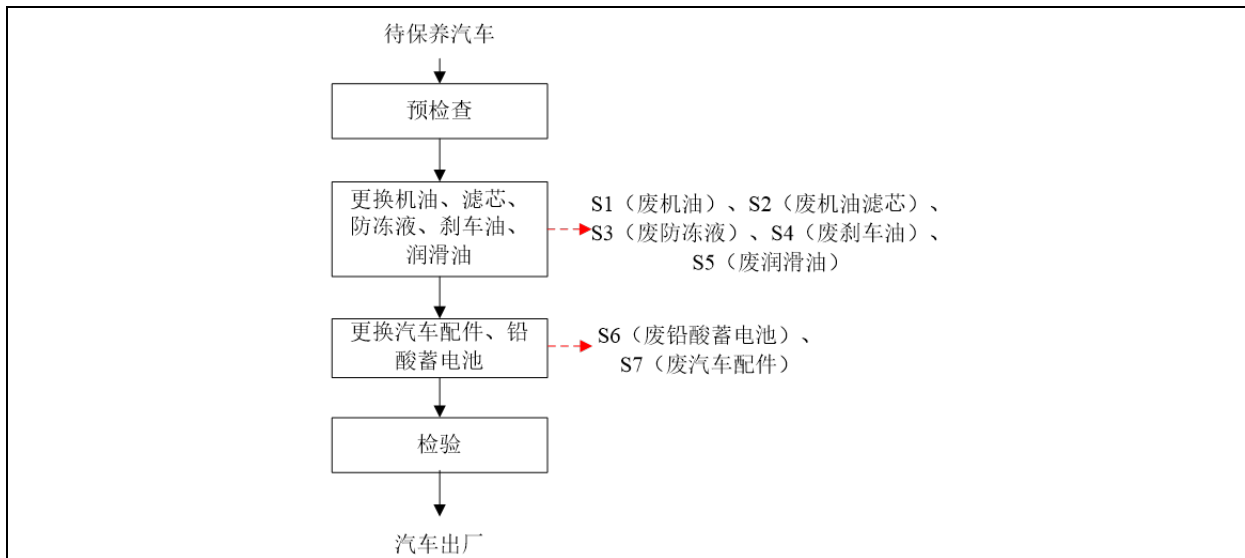 待保养汽车
预检查
更换机油、滤芯、
防冻液、刹车油、
润滑油
S1（废机油）、S2（废机油滤芯）、
S3（废防冻液）、S4（废刹车油）、
S5（废润滑油）
更换汽车配件、铅
酸蓄电池
S6（废铅酸蓄电池）、
S7（废汽车配件）
检验
汽车出厂